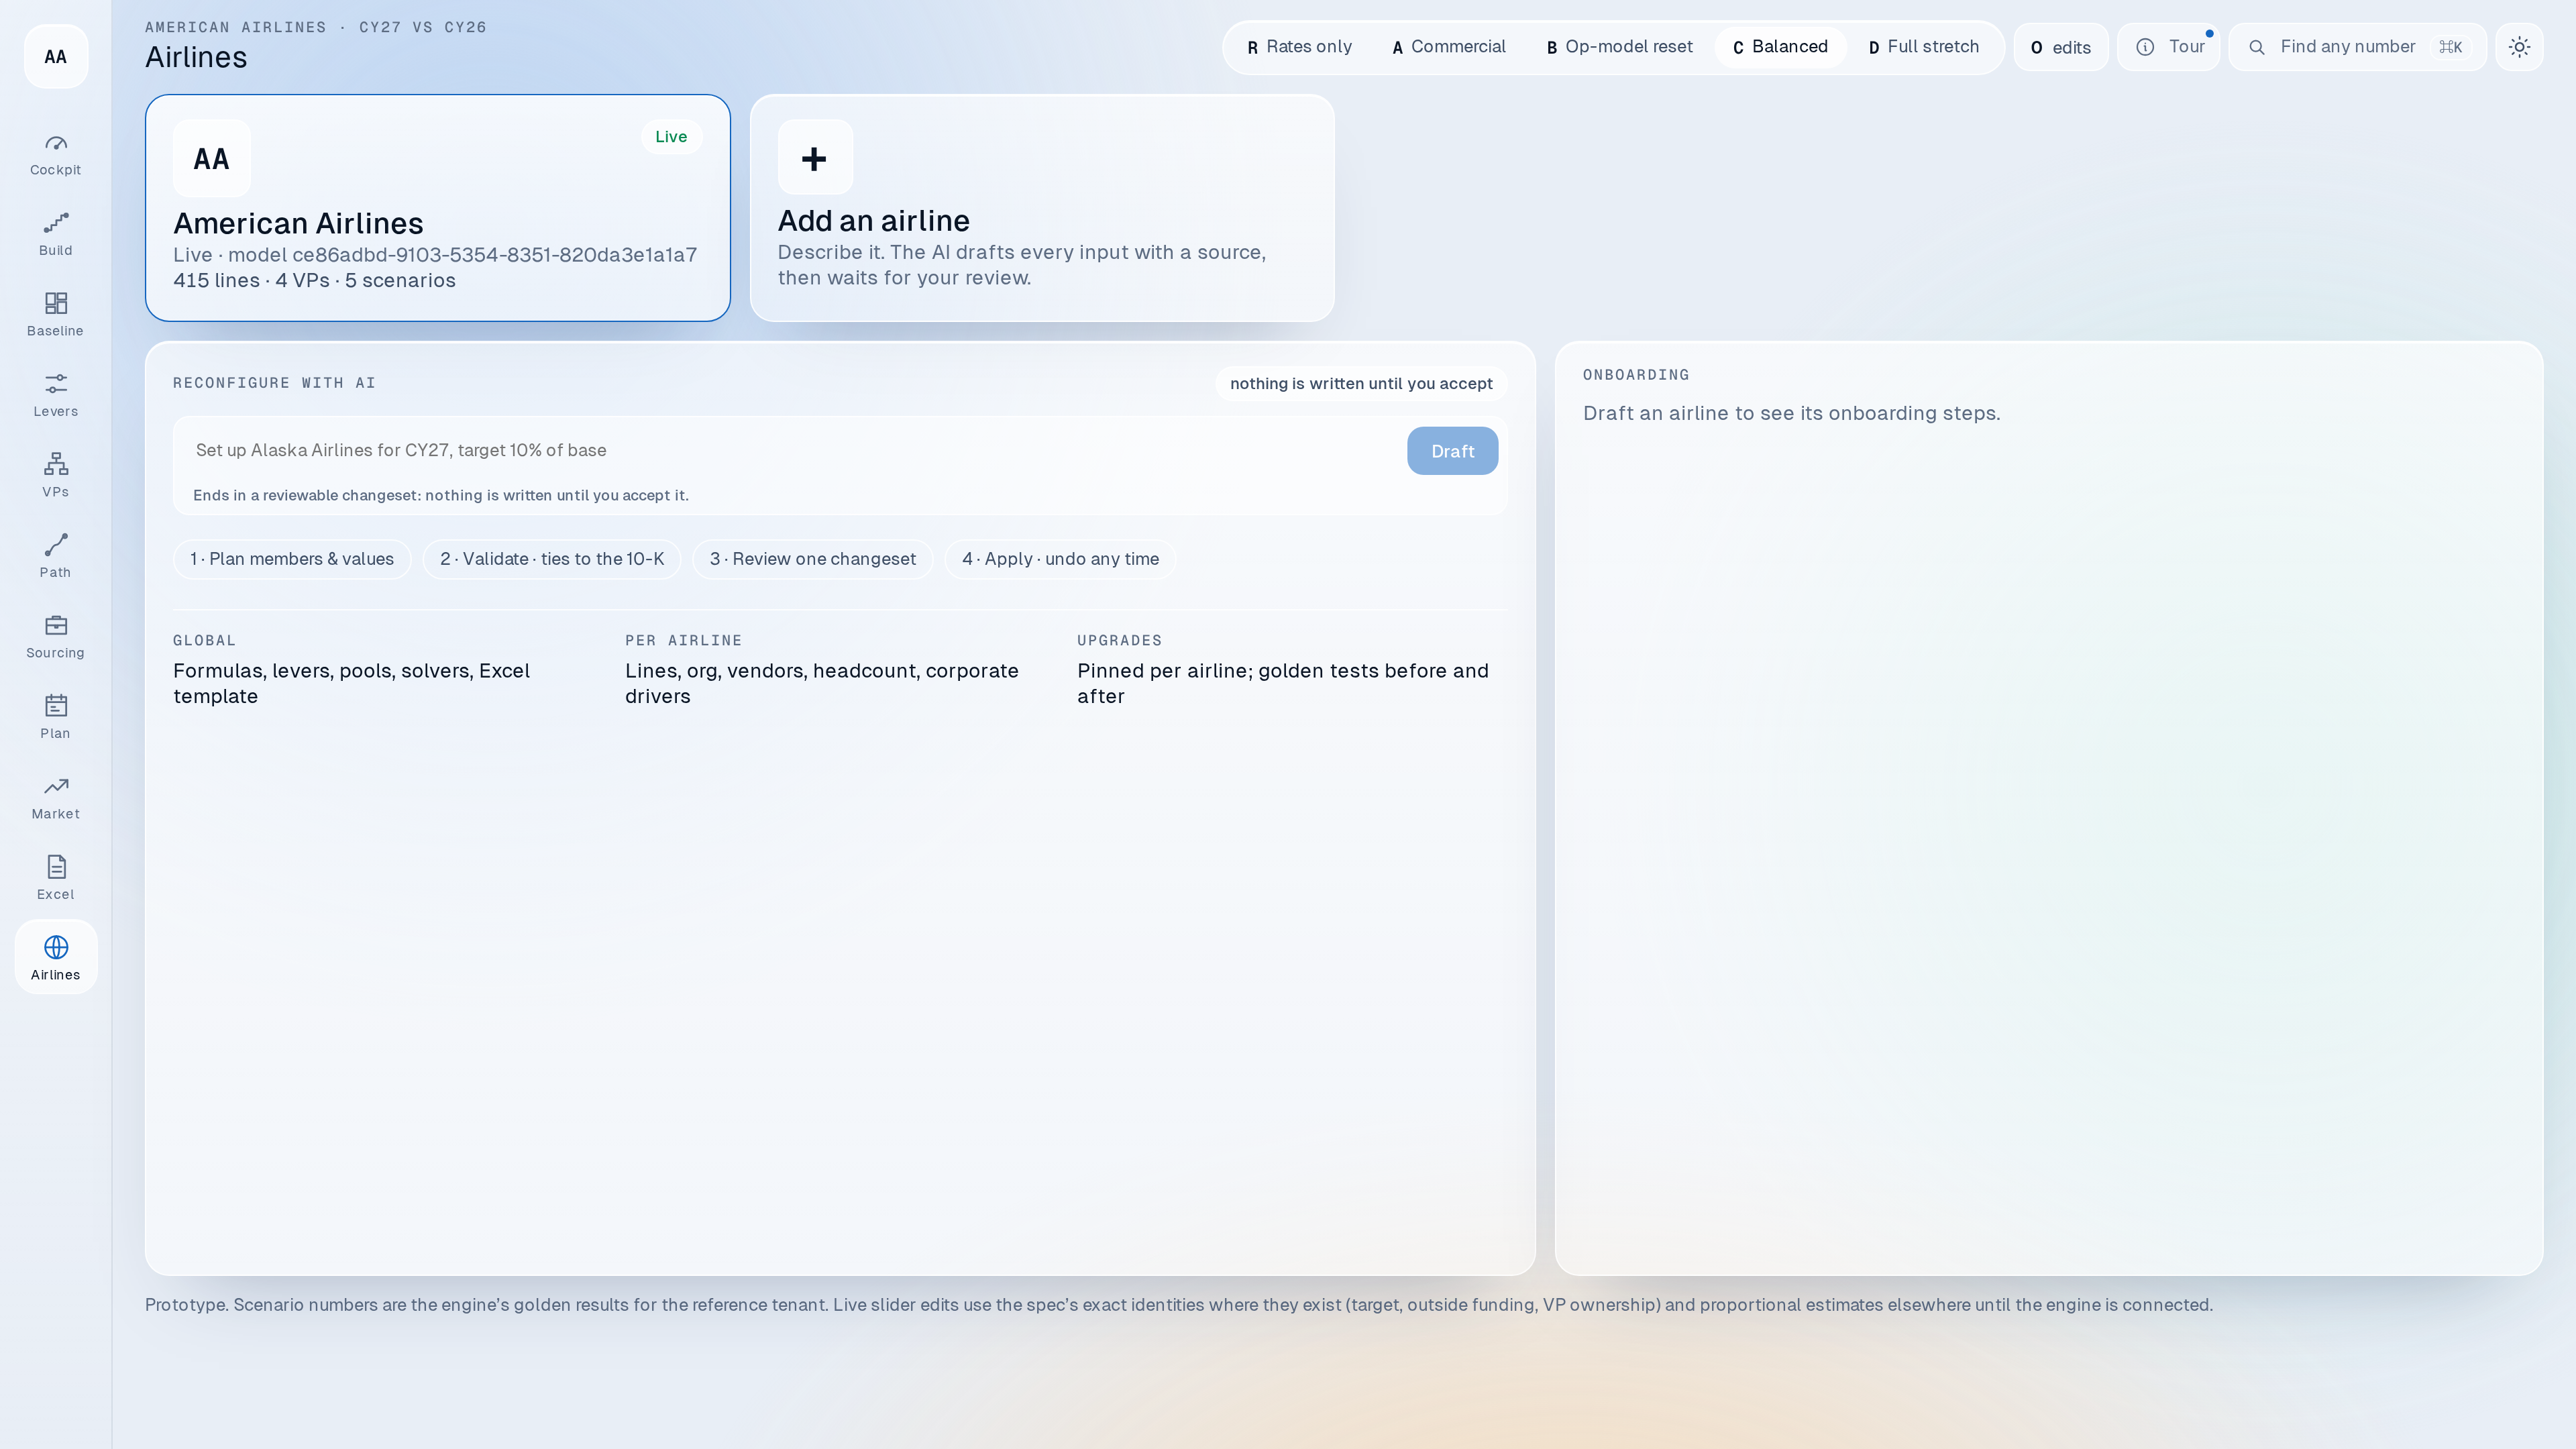 AA
Cockpit
Build
Baseline
Levers
VPs
Path
Sourcing
Plan
Market
Excel
Airlines
AMERICAN AIRLINES · CY27 VS CY26
Airlines
R Rates only A Commercial B Op-model reset C Balanced D Full stretch
0 edits
Tour
Find any number ⌘K
AA
Live
American Airlines
Live · model ce86adbd-9103-5354-8351-820da3e1a1a7
415 lines · 4 VPs · 5 scenarios
+
Add an airline
Describe it. The AI drafts every input with a source,
then waits for your review.
RECONFIGURE WITH AI
nothing is written until you accept
Set up Alaska Airlines for CY27, target 10% of base
Draft
Ends in a reviewable changeset: nothing is written until you accept it.
1 · Plan members & values
2 · Validate · ties to the 10-K
3 · Review one changeset
4 · Apply · undo any time
GLOBAL
Formulas, levers, pools, solvers, Excel
template
PER AIRLINE
Lines, org, vendors, headcount, corporate
drivers
UPGRADES
Pinned per airline; golden tests before and
after
ONBOARDING
Draft an airline to see its onboarding steps.
Prototype. Scenario numbers are the engine’s golden results for the reference tenant. Live slider edits use the spec’s exact identities where they exist (target, outside funding, VP ownership) and proportional estimates elsewhere until the engine is connected.